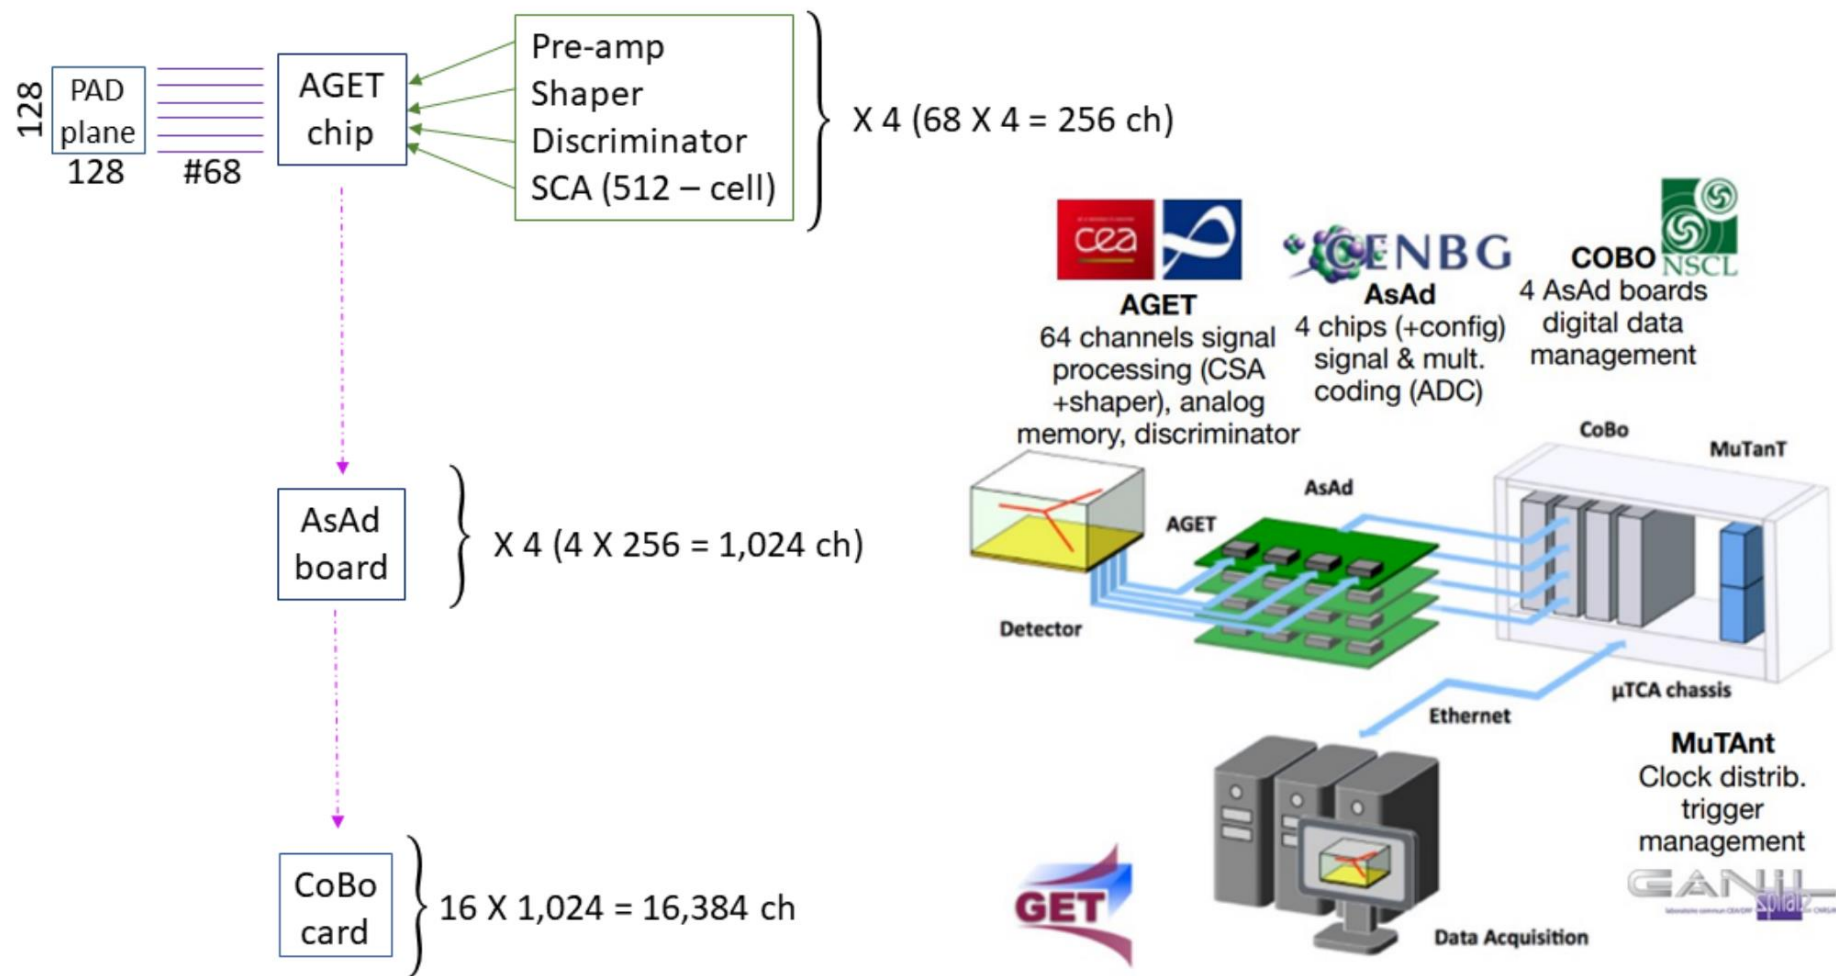 128
PAD
plane
128
#68
AGET
chip
Pre-amp
Shaper
Discriminator
SCA (512 – cell)
X 4 (68 X 4 = 256 ch)
AsAd
board
X 4 (4 X 256 = 1,024 ch)
CoBo
card
16 X 1,024 = 16,384 ch
cea
AGET
64 channels signal
processing (CSA
+shaper), analog
memory, discriminator
CENBG
AsAd
4 chips (+config)
signal & mult.
coding (ADC)
NSCL
COBO
4 AsAd boards
digital data
management
CoBo
MuTanT
AsAd
AGET
Detector
µTCA chassis
Ethernet
MuTAnt
Clock distrib.
trigger
management
GANIL
spiral2
GET
Data Acquisition